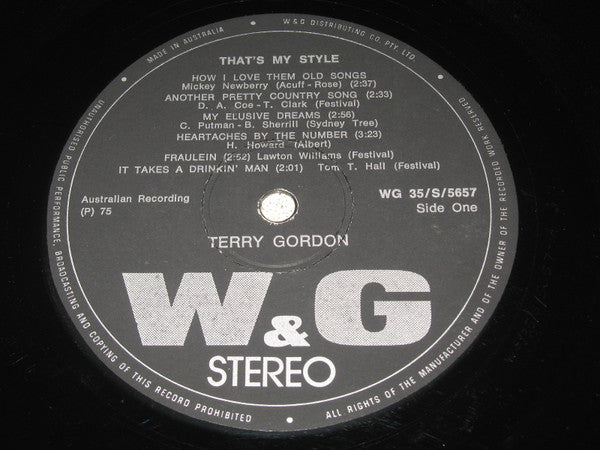 MADE IN AUSTRALIA
W & G DISTRIBUTING CO. PTY. LTD.
THAT'S MY STYLE
HOW I LOVE THEM OLD SONGS
Mickey Newberry (Acuff - Rose) (2:37)
ANOTHER PRETTY COUNTRY SONG (2:33)
D. A. Coe - T. Clark (Festival)
MY ELUSIVE DREAMS (2:56)
C. Putman - B. Sherrill (Sydney Tree)
HEARTACHES BY THE NUMBER (3:23)
H. Howard (Albert)
FRAULEIN (2:52) Lawton Williams (Festival)
IT TAKES A DRINKIN' MAN (2:01) Tom T. Hall (Festival)
Australian Recording
(P) 75
WG 35/S/5657
Side One
TERRY GORDON
W&G
STEREO
UNAUTHORISED PUBLIC PERFORMANCE, BROADCASTING AND COPYING OF THIS RECORD PROHIBITED
ALL RIGHTS OF THE MANUFACTURER AND OF THE OWNER OF THE RECORDED WORK RESERVED